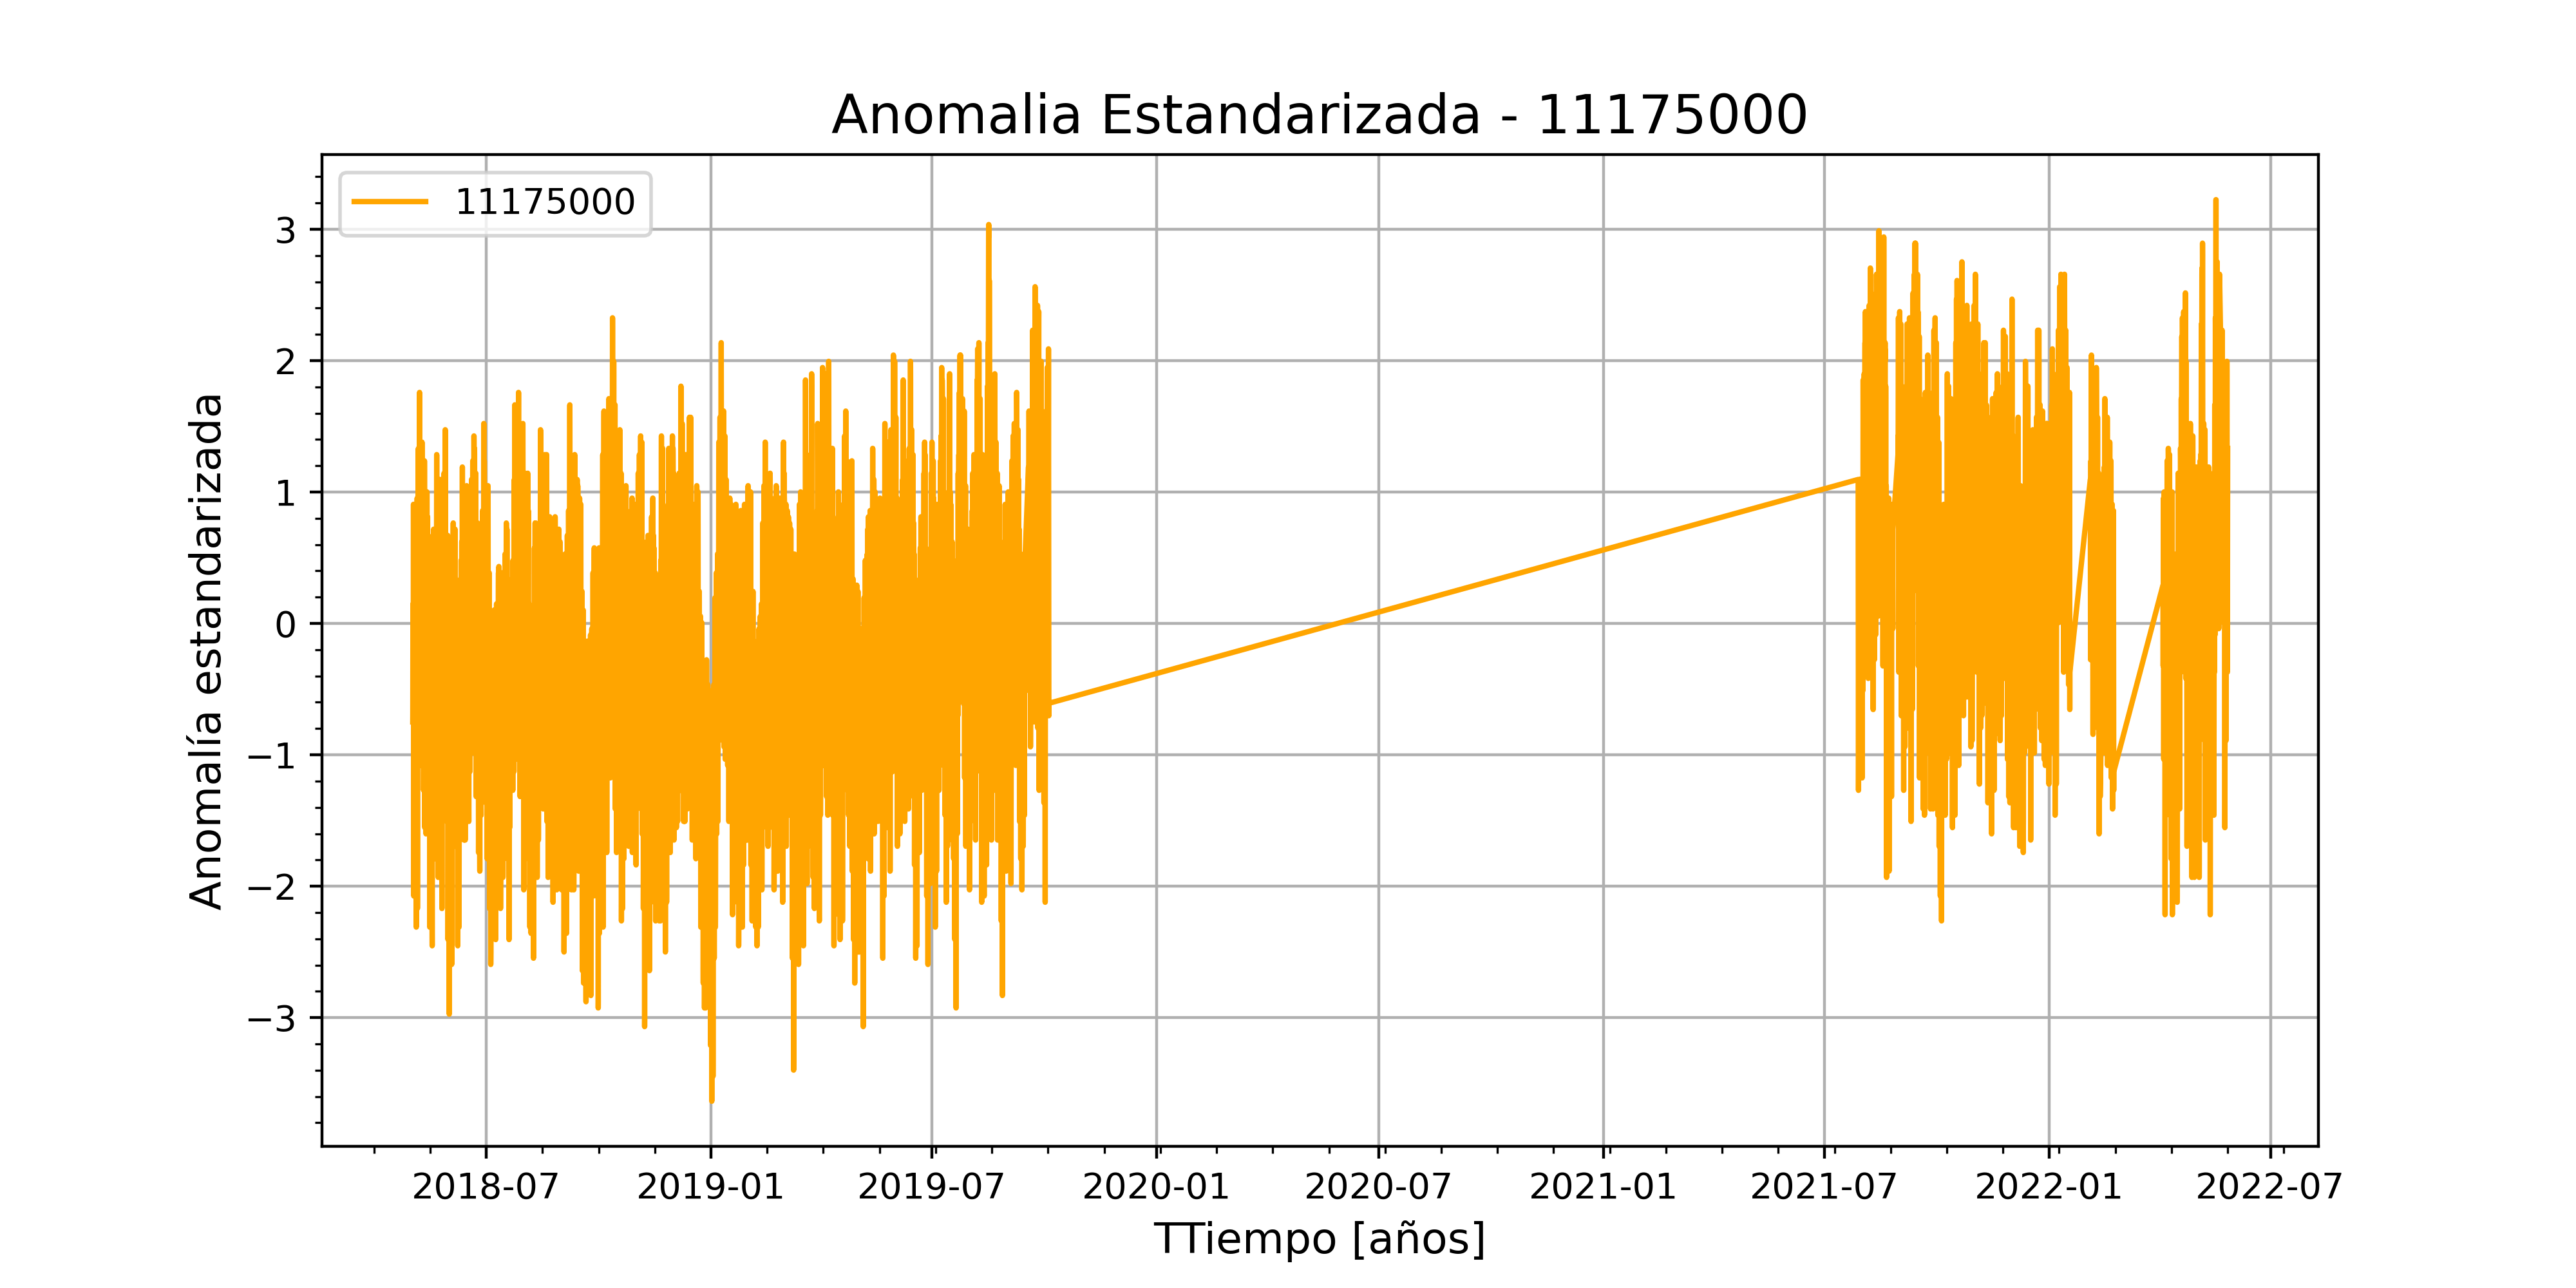 Anomalia Estandarizada - 11175000
11175000
Anomalía estandarizada
3
2
1
0
−1
−2
−3
2018-07 2019-01 2019-07 2020-01 2020-07 2021-01 2021-07 2022-01 2022-07
TTiempo [años]